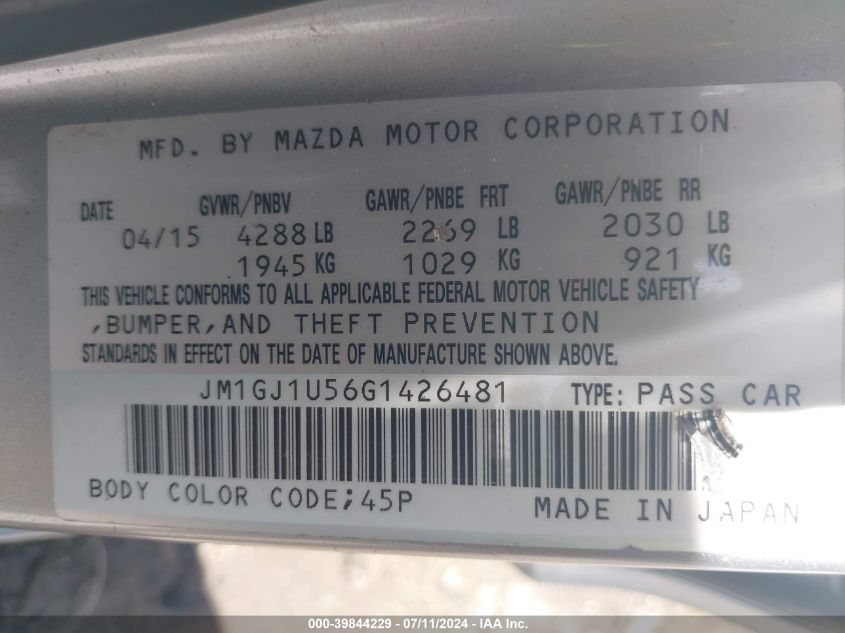 MFD. BY MAZDA MOTOR CORPORATION
DATE GVWR/PNBV GAWR/PNBE FRT GAWR/PNBE RR
04/15 4288 LB 2269 LB 2030 LB
1945 KG 1029 KG 921 KG
THIS VEHICLE CONFORMS TO ALL APPLICABLE FEDERAL MOTOR VEHICLE SAFETY
,BUMPER,AND THEFT PREVENTION
STANDARDS IN EFFECT ON THE DATE OF MANUFACTURE SHOWN ABOVE.
JM1GJ1U56G1426481 TYPE: PASS CAR
BODY COLOR CODE;45P
MADE IN JAPAN
000-39844229 - 07/11/2024 - IAA Inc.